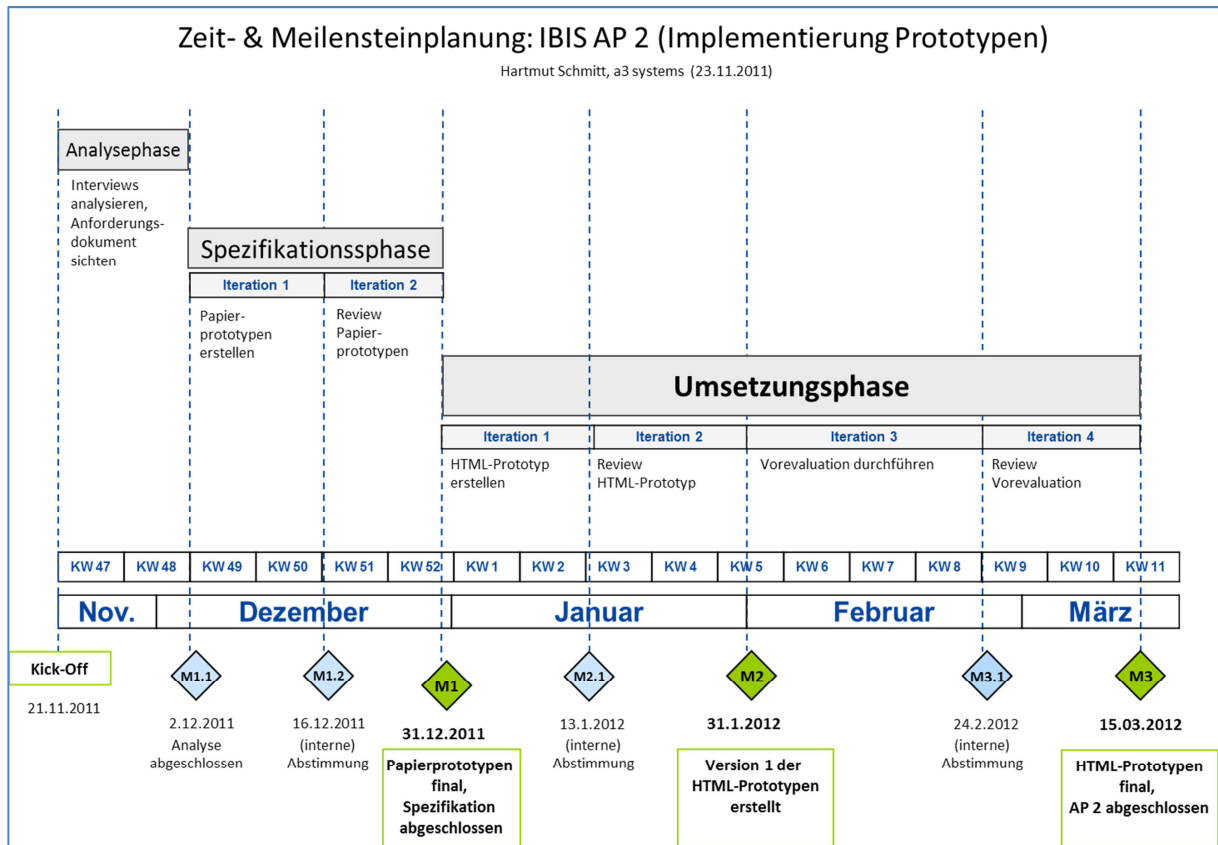 Zeit- & Meilensteinplanung: IBIS AP 2 (Implementierung Prototypen)
Hartmut Schmitt, a3 systems (23.11.2011)
Analysephase
Interviews
analysieren,
Anforderungs-
dokument
sichten
Spezifikationssphase
Iteration 1
Iteration 2
Papier-
prototypen
erstellen
Review
Papier-
prototypen
Umsetzungsphase
Iteration 1
Iteration 2
Iteration 3
Iteration 4
HTML-Prototyp
erstellen
Review
HTML-Prototyp
Vorevaluation durchführen
Review
Vorevaluation
KW 47
KW 48
KW 49
KW 50
KW 51
KW 52
KW 1
KW 2
KW 3
KW 4
KW 5
KW 6
KW 7
KW 8
KW 9
KW 10
KW 11
Nov.
Dezember
Januar
Februar
März
Kick-Off
21.11.2011
M1.1
2.12.2011
Analyse
abgeschlossen
M1.2
16.12.2011
(interne)
Abstimmung
M1
31.12.2011
Papierprototypen
final,
Spezifikation
abgeschlossen
M2.1
13.1.2012
(interne)
Abstimmung
M2
31.1.2012
Version 1 der
HTML-Prototypen
erstellt
M3.1
24.2.2012
(interne)
Abstimmung
M3
15.03.2012
HTML-Prototypen
final,
AP 2 abgeschlossen